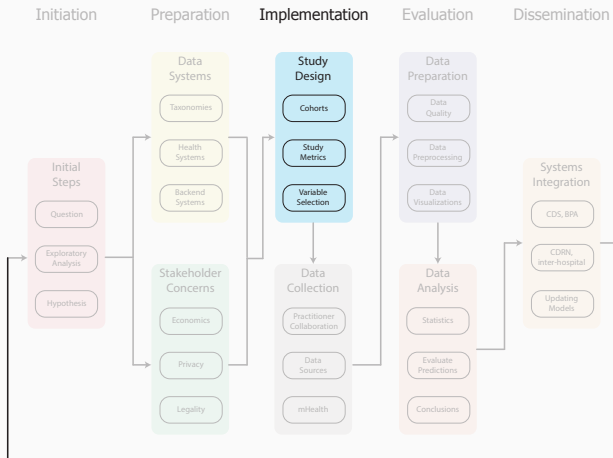 Initiation
Preparation
Implementation
Evaluation
Dissemination
Initial
Steps
Question
Exploratory
Analysis
Hypothesis
Data
Systems
Taxonomies
Health
Systems
Backend
Systems
Stakeholder
Concerns
Economics
Privacy
Legality
Study
Design
Cohorts
Study
Metrics
Variable
Selection
Data
Collection
Practitioner
Collaboration
Data
Sources
mHealth
Data
Preparation
Data
Quality
Data
Preprocessing
Data
Visualizations
Data
Analysis
Statistics
Evaluate
Predictions
Conclusions
Systems
Integration
CDS, BPA
CDRN,
inter-hospital
Updating
Models